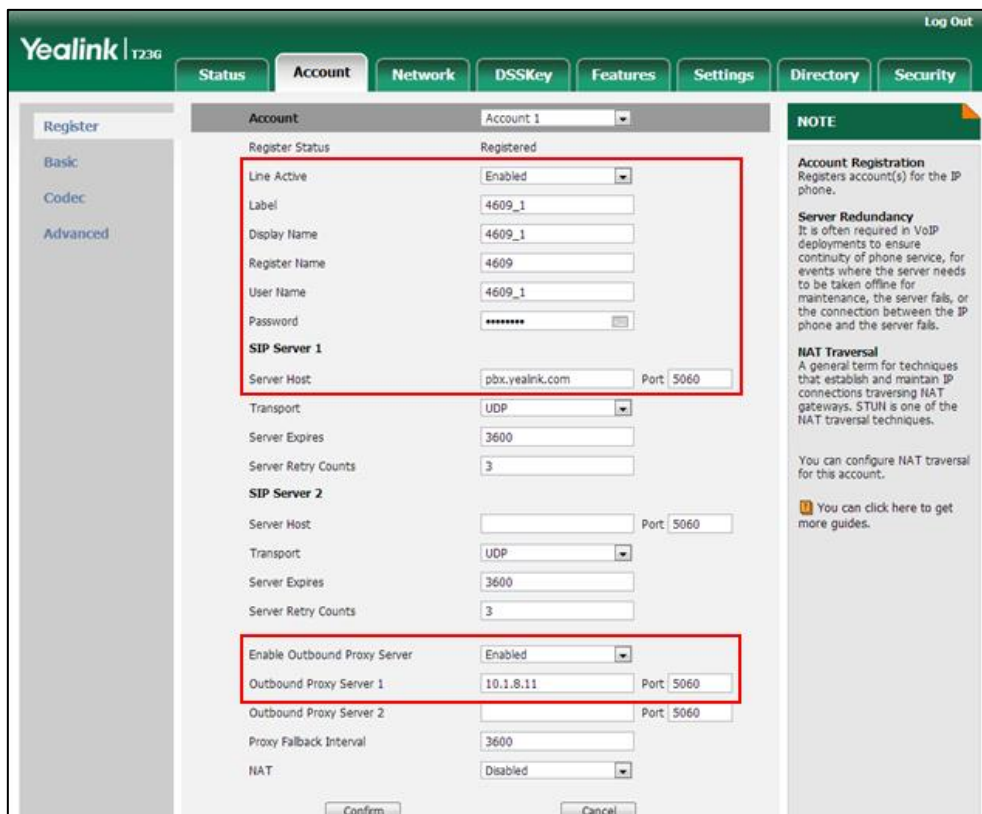 Log Out
Yealink T23G
Status Account Network DSSKey Features Settings Directory Security
Register
Basic
Codec
Advanced
Account Account 1
Register Status Registered
Line Active Enabled
Label 4609_1
Display Name 4609_1
Register Name 4609
User Name 4609_1
Password ••••••••
SIP Server 1
Server Host pbx.yealink.com Port 5060
Transport UDP
Server Expires 3600
Server Retry Counts 3
SIP Server 2
Server Host Port 5060
Transport UDP
Server Expires 3600
Server Retry Counts 3
Enable Outbound Proxy Server Enabled
Outbound Proxy Server 1 10.1.8.11 Port 5060
Outbound Proxy Server 2 Port 5060
Proxy Fallback Interval 3600
NAT Disabled
Confirm Cancel
NOTE
Account Registration
Registers account(s) for the IP
phone.
Server Redundancy
It is often required in VoIP
deployments to ensure
continuity of phone service, for
events where the server needs
to be taken offline for
maintenance, the server fails, or
the connection between the IP
phone and the server fails.
NAT Traversal
A general term for techniques
that establish and maintain IP
connections traversing NAT
gateways. STUN is one of the
NAT traversal techniques.
You can configure NAT traversal
for this account.
You can click here to get
more guides.